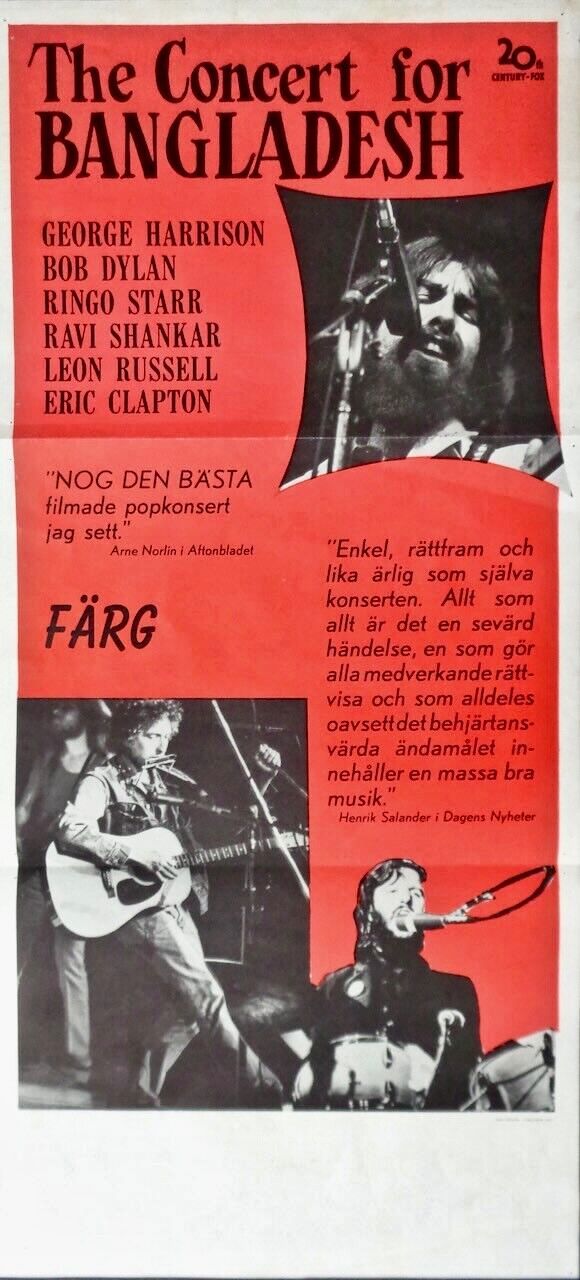 The Concert for
BANGLADESH
20th
CENTURY-FOX
GEORGE HARRISON
BOB DYLAN
RINGO STARR
RAVI SHANKAR
LEON RUSSELL
ERIC CLAPTON
"NOG DEN BÄSTA
filmade popkonsert
jag sett."
Arne Norlin i Aftonbladet
FÄRG
"Enkel, rättfram och
lika ärlig som själva
konserten. Allt som
allt är det en sevärd
händelse, en som gör
alla medverkande rätt-
visa och som alldeles
oavsett det behjärtans-
värda ändamålet in-
nehåller en massa bra
musik."
Henrik Salander i Dagens Nyheter